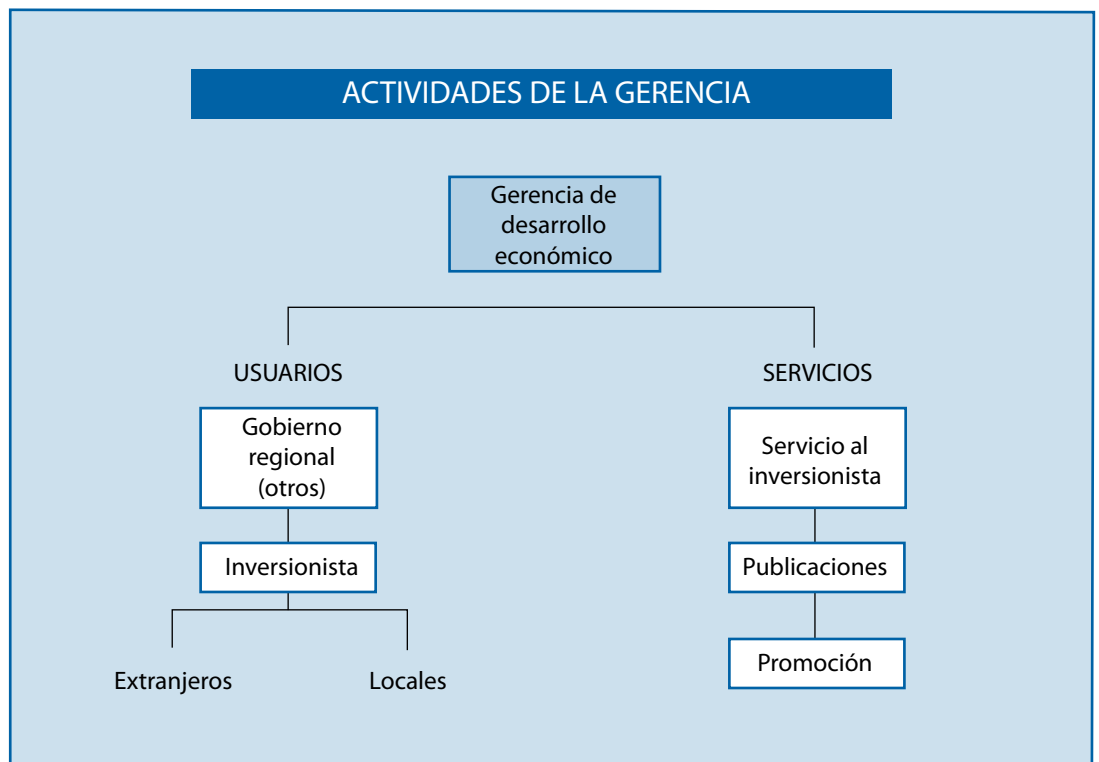 ACTIVIDADES DE LA GERENCIA
Gerencia de
desarrollo
económico
USUARIOS
Gobierno
regional
(otros)
Inversionista
Extranjeros
Locales
SERVICIOS
Servicio al
inversionista
Publicaciones
Promoción